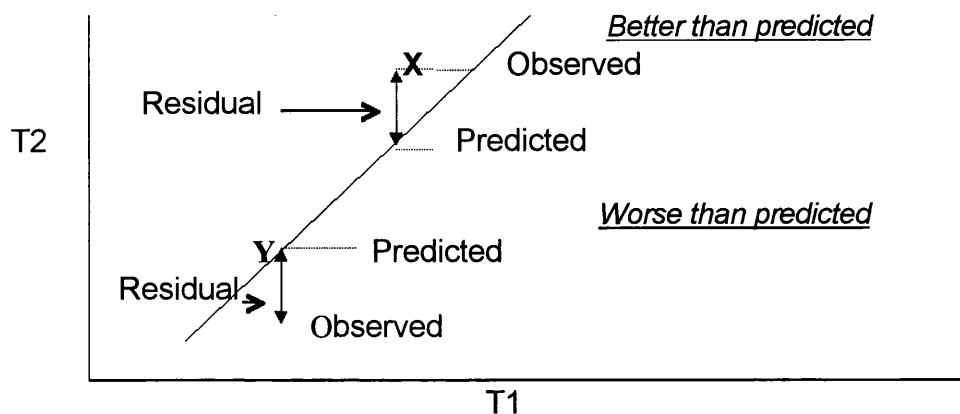 Better than predicted
X
Observed
Residual
T2
Predicted
Worse than predicted
Y
Predicted
Residual
Observed
T1